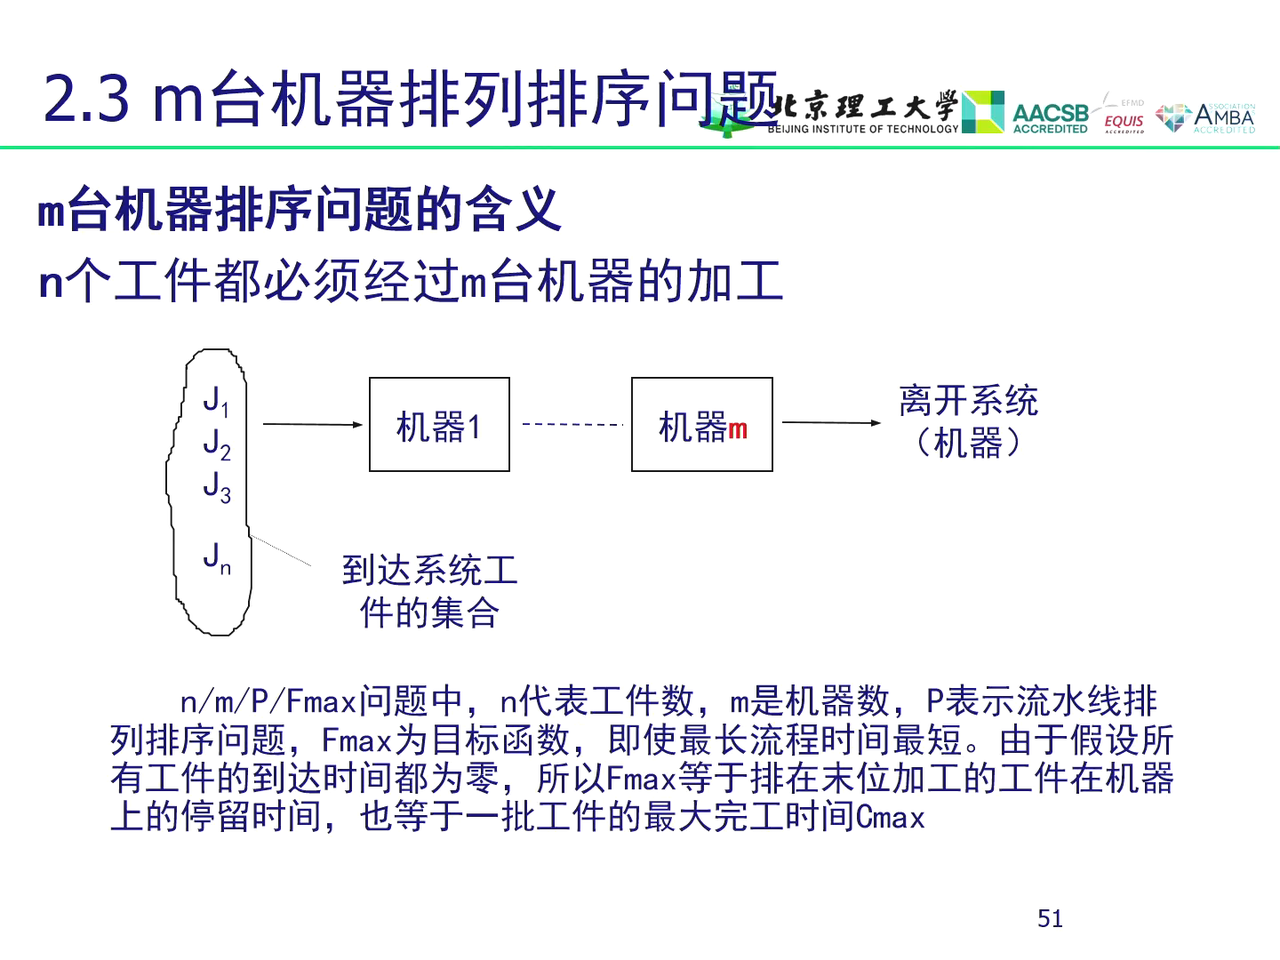 2.3 m台机器排列排序问题
北京理工大学
BEIJING INSTITUTE OF TECHNOLOGY
AACSB
ACCREDITED
EFMD
EQUIS
ACCREDITED
ASSOCIATION
AMBA
ACCREDITED
m台机器排序问题的含义
n个工件都必须经过m台机器的加工
J1
J2
J3
Jn
机器1
机器m
离开系统
（机器）
到达系统工
件的集合
n/m/P/Fmax问题中，n代表工件数，m是机器数，P表示流水线排
列排序问题，Fmax为目标函数，即使最长流程时间最短。由于假设所
有工件的到达时间都为零，所以Fmax等于排在末位加工的工件在机器
上的停留时间，也等于一批工件的最大完工时间Cmax
51